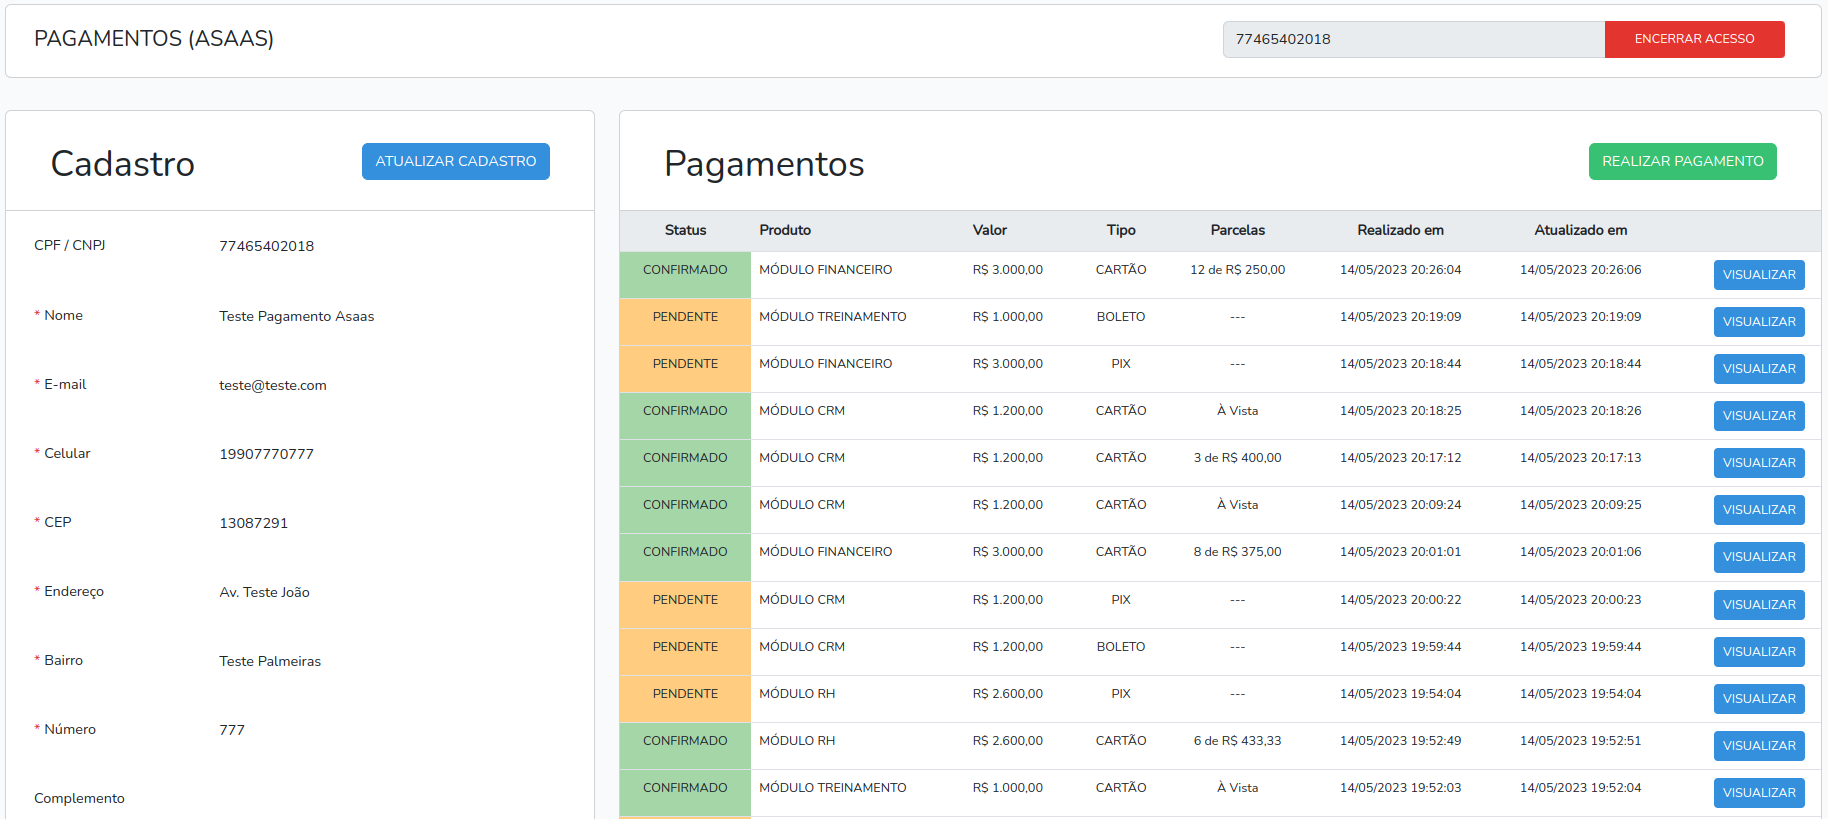 PAGAMENTOS (ASAAS)
77465402018 ENCERRAR ACESSO
Cadastro ATUALIZAR CADASTRO
CPF / CNPJ 77465402018
* Nome Teste Pagamento Asaas
* E-mail teste@teste.com
* Celular 19907770777
* CEP 13087291
* Endereço Av. Teste João
* Bairro Teste Palmeiras
* Número 777
Complemento
Pagamentos REALIZAR PAGAMENTO
Status Produto Valor Tipo Parcelas Realizado em Atualizado em
CONFIRMADO MÓDULO FINANCEIRO R$ 3.000,00 CARTÃO 12 de R$ 250,00 14/05/2023 20:26:04 14/05/2023 20:26:06 VISUALIZAR
PENDENTE MÓDULO TREINAMENTO R$ 1.000,00 BOLETO --- 14/05/2023 20:19:09 14/05/2023 20:19:09 VISUALIZAR
PENDENTE MÓDULO FINANCEIRO R$ 3.000,00 PIX --- 14/05/2023 20:18:44 14/05/2023 20:18:44 VISUALIZAR
CONFIRMADO MÓDULO CRM R$ 1.200,00 CARTÃO À Vista 14/05/2023 20:18:25 14/05/2023 20:18:26 VISUALIZAR
CONFIRMADO MÓDULO CRM R$ 1.200,00 CARTÃO 3 de R$ 400,00 14/05/2023 20:17:12 14/05/2023 20:17:13 VISUALIZAR
CONFIRMADO MÓDULO CRM R$ 1.200,00 CARTÃO À Vista 14/05/2023 20:09:24 14/05/2023 20:09:25 VISUALIZAR
CONFIRMADO MÓDULO FINANCEIRO R$ 3.000,00 CARTÃO 8 de R$ 375,00 14/05/2023 20:01:01 14/05/2023 20:01:06 VISUALIZAR
PENDENTE MÓDULO CRM R$ 1.200,00 PIX --- 14/05/2023 20:00:22 14/05/2023 20:00:23 VISUALIZAR
PENDENTE MÓDULO CRM R$ 1.200,00 BOLETO --- 14/05/2023 19:59:44 14/05/2023 19:59:44 VISUALIZAR
PENDENTE MÓDULO RH R$ 2.600,00 PIX --- 14/05/2023 19:54:04 14/05/2023 19:54:04 VISUALIZAR
CONFIRMADO MÓDULO RH R$ 2.600,00 CARTÃO 6 de R$ 433,33 14/05/2023 19:52:49 14/05/2023 19:52:51 VISUALIZAR
CONFIRMADO MÓDULO TREINAMENTO R$ 1.000,00 CARTÃO À Vista 14/05/2023 19:52:03 14/05/2023 19:52:04 VISUALIZAR